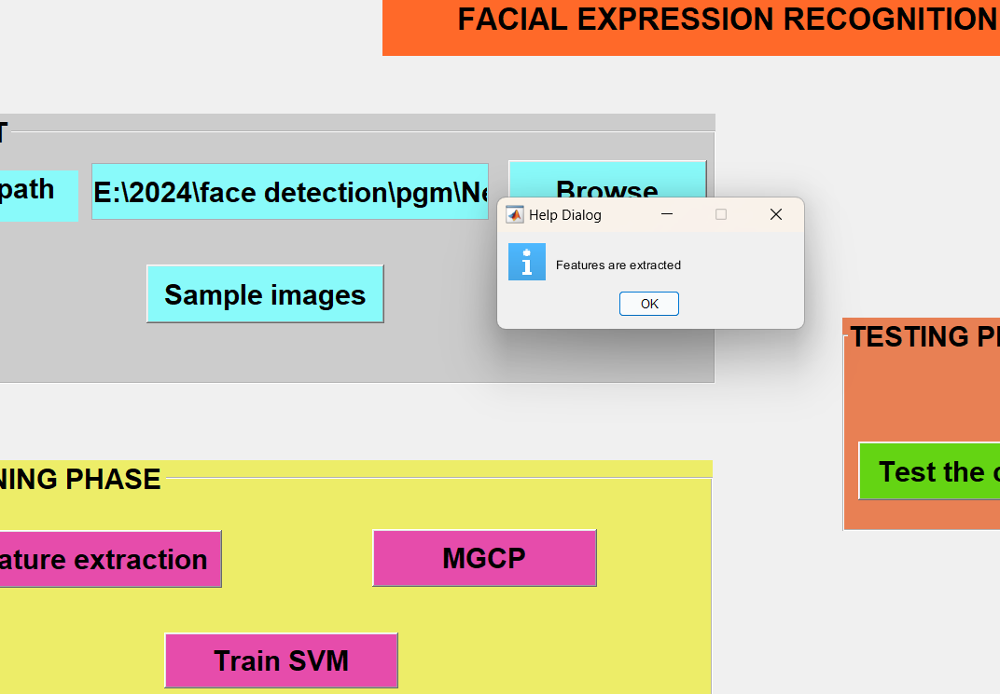 FACIAL EXPRESSION RECOGNITION
T
path
E:\2024\face detection\pgm\Ne
Browse
Help Dialog
Features are extracted
OK
Sample images
TESTING P
NING PHASE
ature extraction
MGCP
Train SVM
Test the